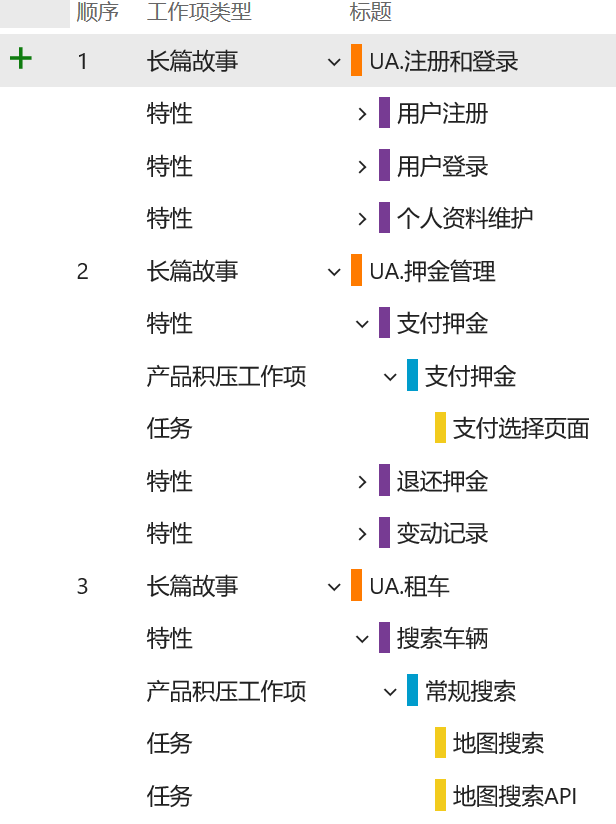 顺序 工作项类型 标题
1 长篇故事 UA.注册和登录
特性 用户注册
特性 用户登录
特性 个人资料维护
2 长篇故事 UA.押金管理
特性 支付押金
产品积压工作项 支付押金
任务 支付选择页面
特性 退还押金
特性 变动记录
3 长篇故事 UA.租车
特性 搜索车辆
产品积压工作项 常规搜索
任务 地图搜索
任务 地图搜索API